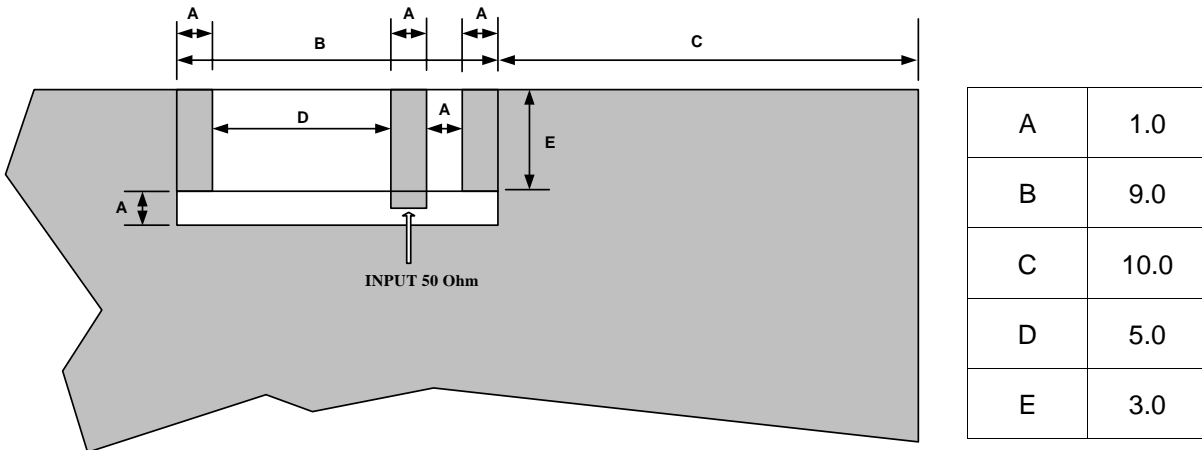 A A A
B
C
D
A
E
A
INPUT 50 Ohm
A 1.0
B 9.0
C 10.0
D 5.0
E 3.0